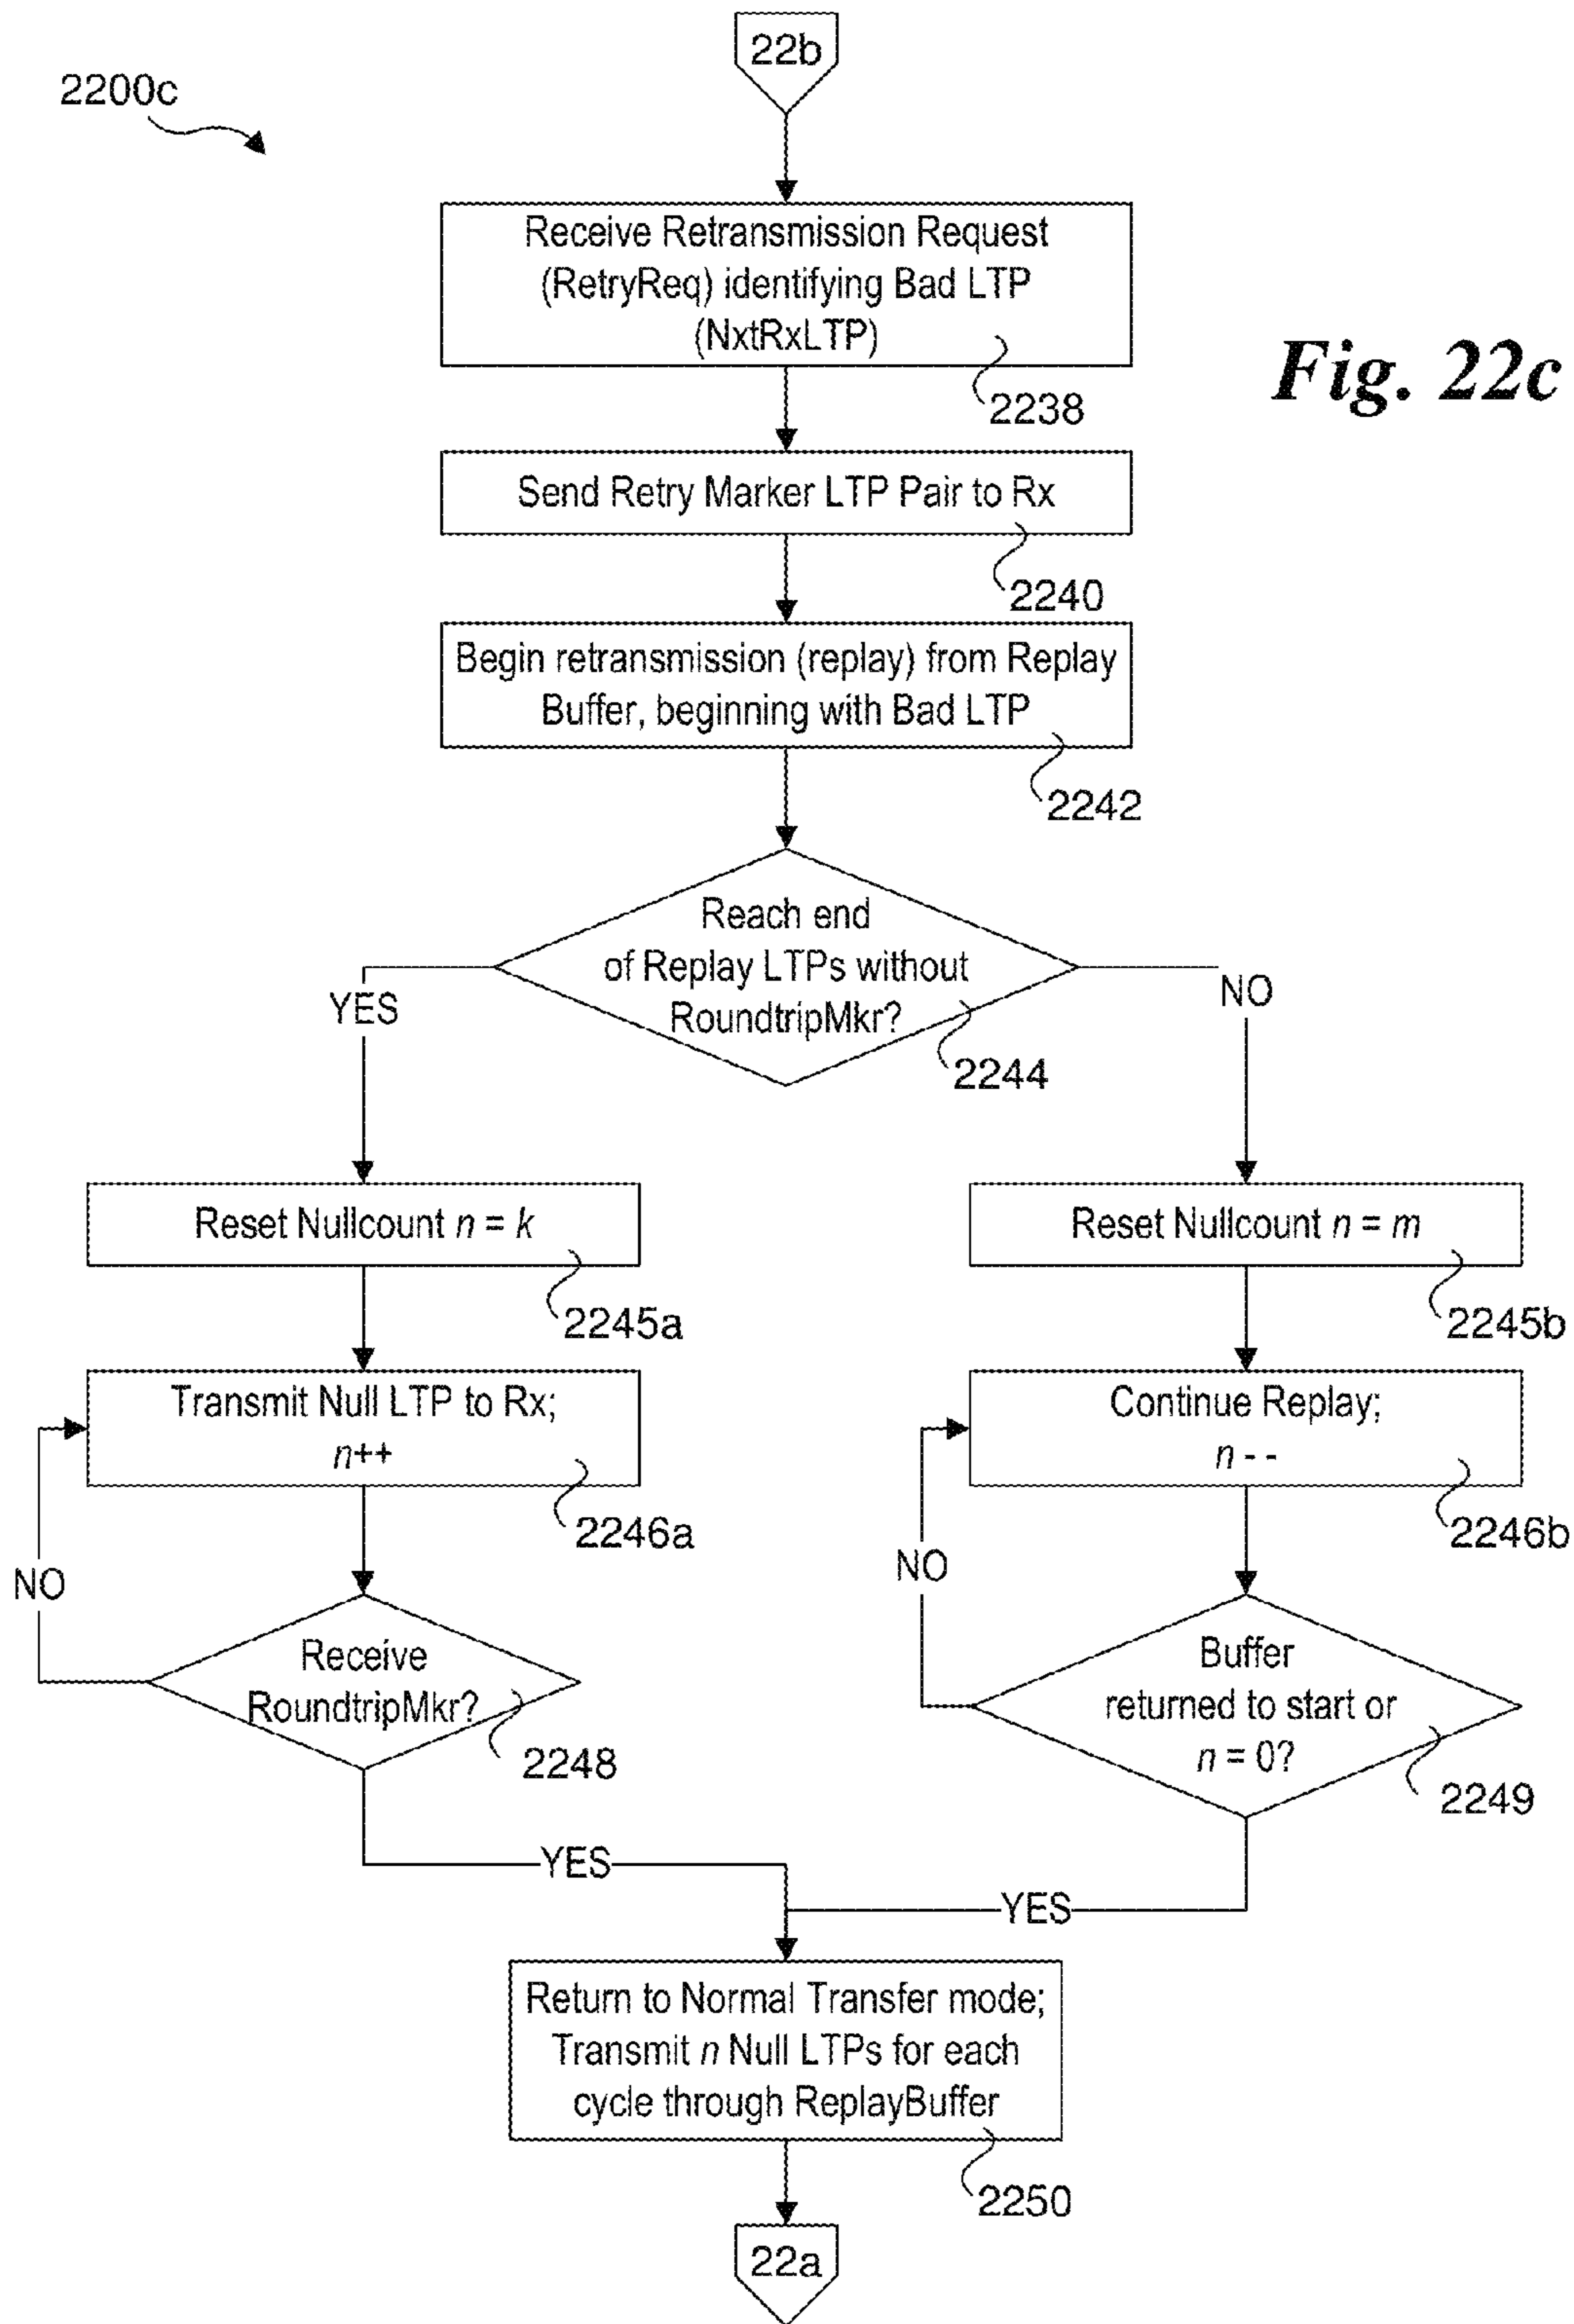 22b
2200c
Receive Retransmission Request
(RetryReq) identifying Bad LTP
(NxtRxLTP)
2238
Fig. 22c
Send Retry Marker LTP Pair to Rx
2240
Begin retransmission (replay) from Replay
Buffer, beginning with Bad LTP
2242
Reach end
of Replay LTPs without
RoundtripMkr?
2244
YES
NO
Reset Nullcount n = k
2245a
Reset Nullcount n = m
2245b
Transmit Null LTP to Rx;
n++
2246a
Continue Replay;
n - -
2246b
NO
NO
Receive
RoundtripMkr?
2248
Buffer
returned to start or
n = 0?
2249
YES
YES
Return to Normal Transfer mode;
Transmit n Null LTPs for each
cycle through ReplayBuffer
2250
22a